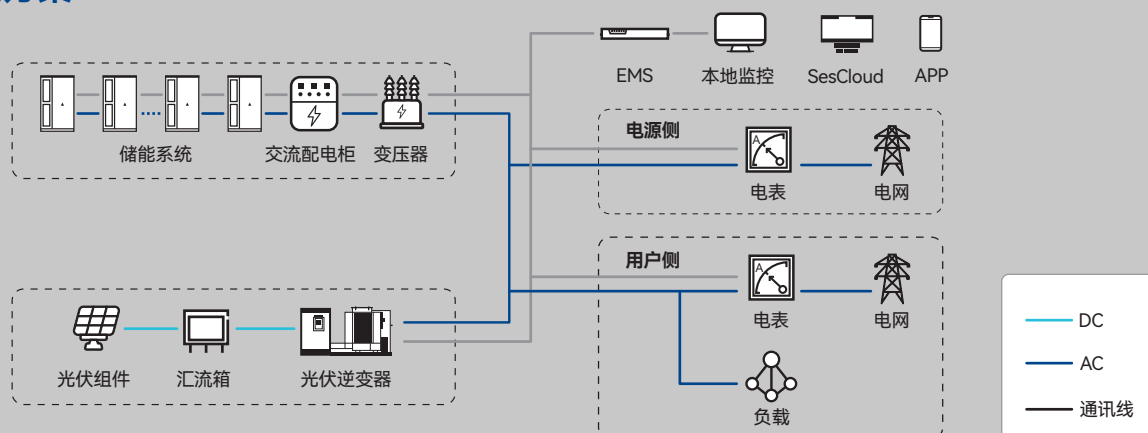 EMS 本地监控 SesCloud APP
储能系统 交流配电柜 变压器
电源侧
电表 电网
用户侧
电表 电网
光伏组件 汇流箱 光伏逆变器
负载
DC
AC
通讯线